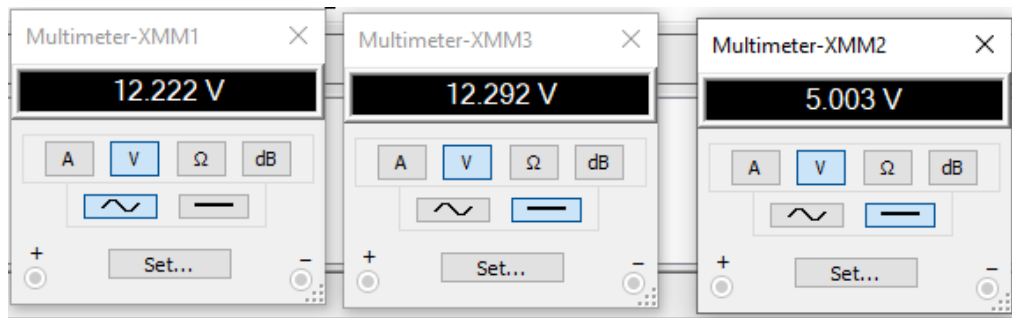 Multimeter-XMM1
12.222 V
A V Ω dB
+ Set... −
Multimeter-XMM3
12.292 V
A V Ω dB
+ Set... −
Multimeter-XMM2
5.003 V
A V Ω dB
+ Set... −